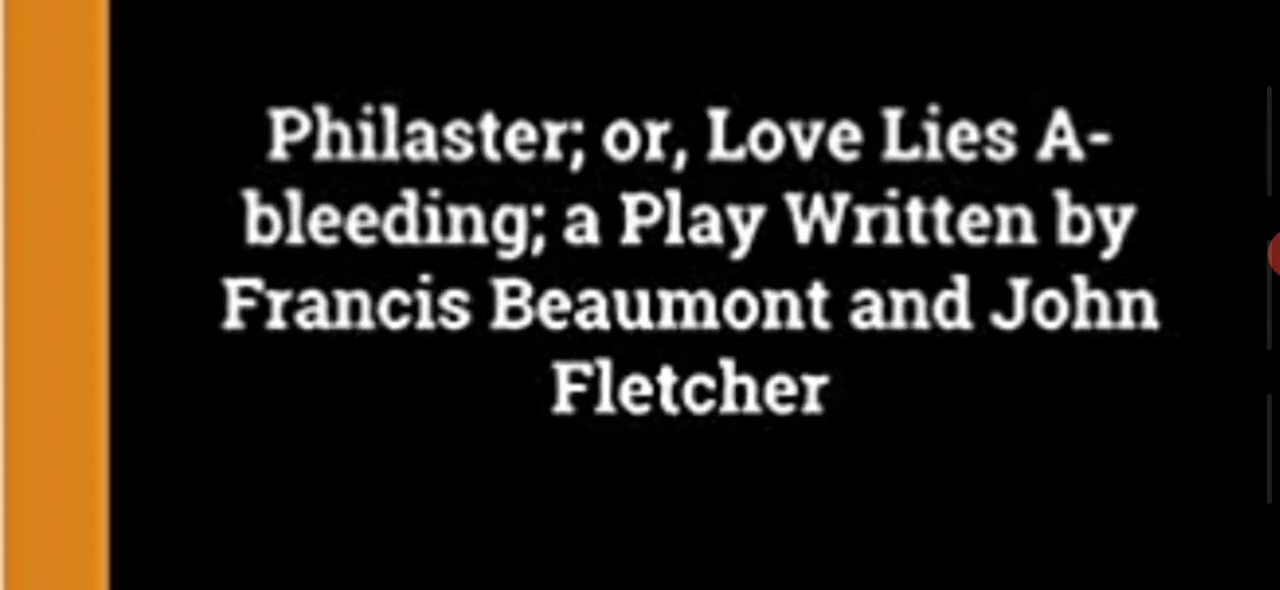 Philaster; or, Love Lies A-
bleeding; a Play Written by
Francis Beaumont and John
Fletcher